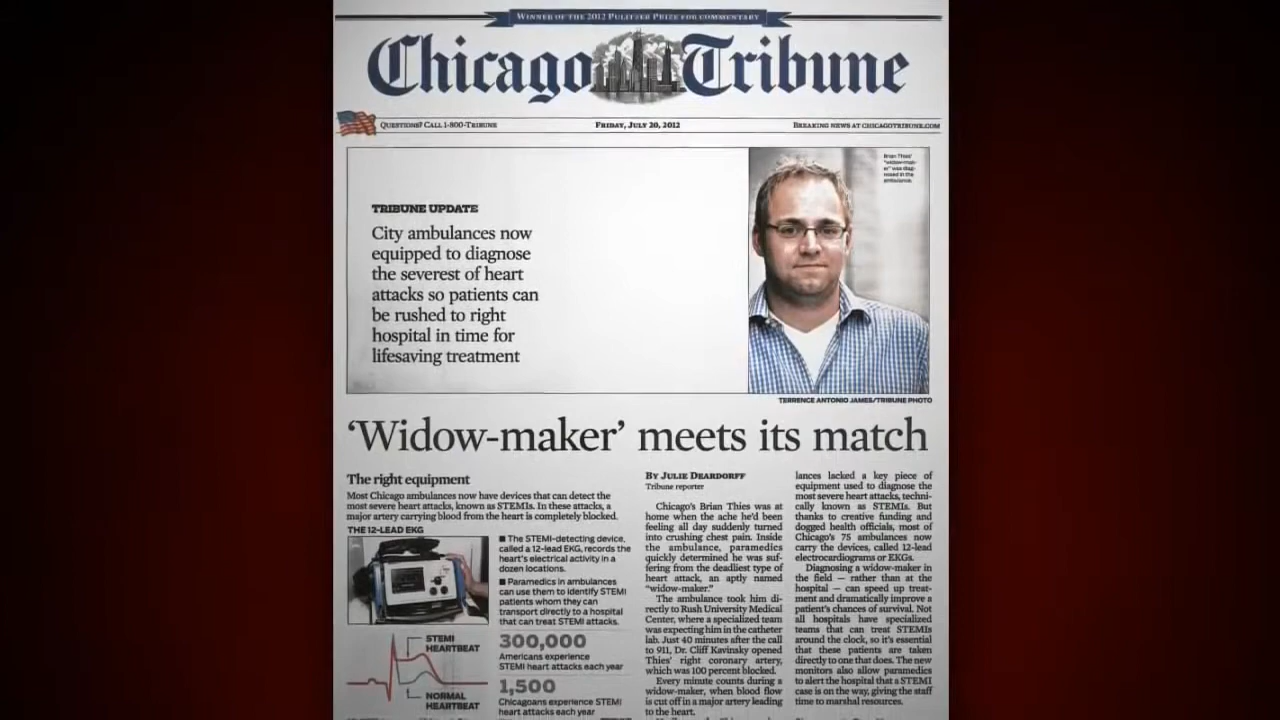 WINNER OF THE 2012 PULITZER PRIZE FOR COMMENTARY
Chicago Tribune
QUESTIONS? CALL 1-800-TRIBUNE
FRIDAY, JULY 20, 2012
BREAKING NEWS AT CHICAGOTRIBUNE.COM
Brian Thies'
"widow-mak-
er" was diag-
nosed in the
ambulance.
TRIBUNE UPDATE
City ambulances now
equipped to diagnose
the severest of heart
attacks so patients can
be rushed to right
hospital in time for
lifesaving treatment
TERRENCE ANTONIO JAMES/TRIBUNE PHOTO
‘Widow-maker’ meets its match
The right equipment
Most Chicago ambulances now have devices that can detect the
most severe heart attacks, known as STEMIs. In these attacks, a
major artery carrying blood from the heart is completely blocked.
THE 12-LEAD EKG
■ The STEMI-detecting device,
called a 12-lead EKG, records the
heart's electrical activity in a
dozen locations.
■ Paramedics in ambulances
can use them to identify STEMI
patients whom they can
transport directly to a hospital
that can treat STEMI attacks.
STEMI
HEARTBEAT
NORMAL
HEARTBEAT
300,000
Americans experience
STEMI heart attacks each year
1,500
Chicagoans experience STEMI
heart attacks each year
BY JULIE DEARDORFF
Tribune reporter
Chicago's Brian Thies was at
home when the ache he'd been
feeling all day suddenly turned
into crushing chest pain. Inside
the ambulance, paramedics
quickly determined he was suf-
fering from the deadliest type of
heart attack, an aptly named
"widow-maker."
The ambulance took him di-
rectly to Rush University Medical
Center, where a specialized team
was expecting him in the catheter
lab. Just 40 minutes after the call
to 911, Dr. Cliff Kavinsky opened
Thies' right coronary artery,
which was 100 percent blocked.
Every minute counts during a
widow-maker, when blood flow
is cut off in a major artery leading
to the heart.
lances lacked a key piece of
equipment used to diagnose the
most severe heart attacks, techni-
cally known as STEMIs. But
thanks to creative funding and
dogged health officials, most of
Chicago's 75 ambulances now
carry the devices, called 12-lead
electrocardiograms or EKGs.
Diagnosing a widow-maker in
the field — rather than at the
hospital — can speed up treat-
ment and dramatically improve a
patient's chances of survival. Not
all hospitals have specialized
teams that can treat STEMIs
around the clock, so it's essential
that these patients are taken
directly to one that does. The new
monitors also allow paramedics
to alert the hospital that a STEMI
case is on the way, giving the staff
time to marshal resources.